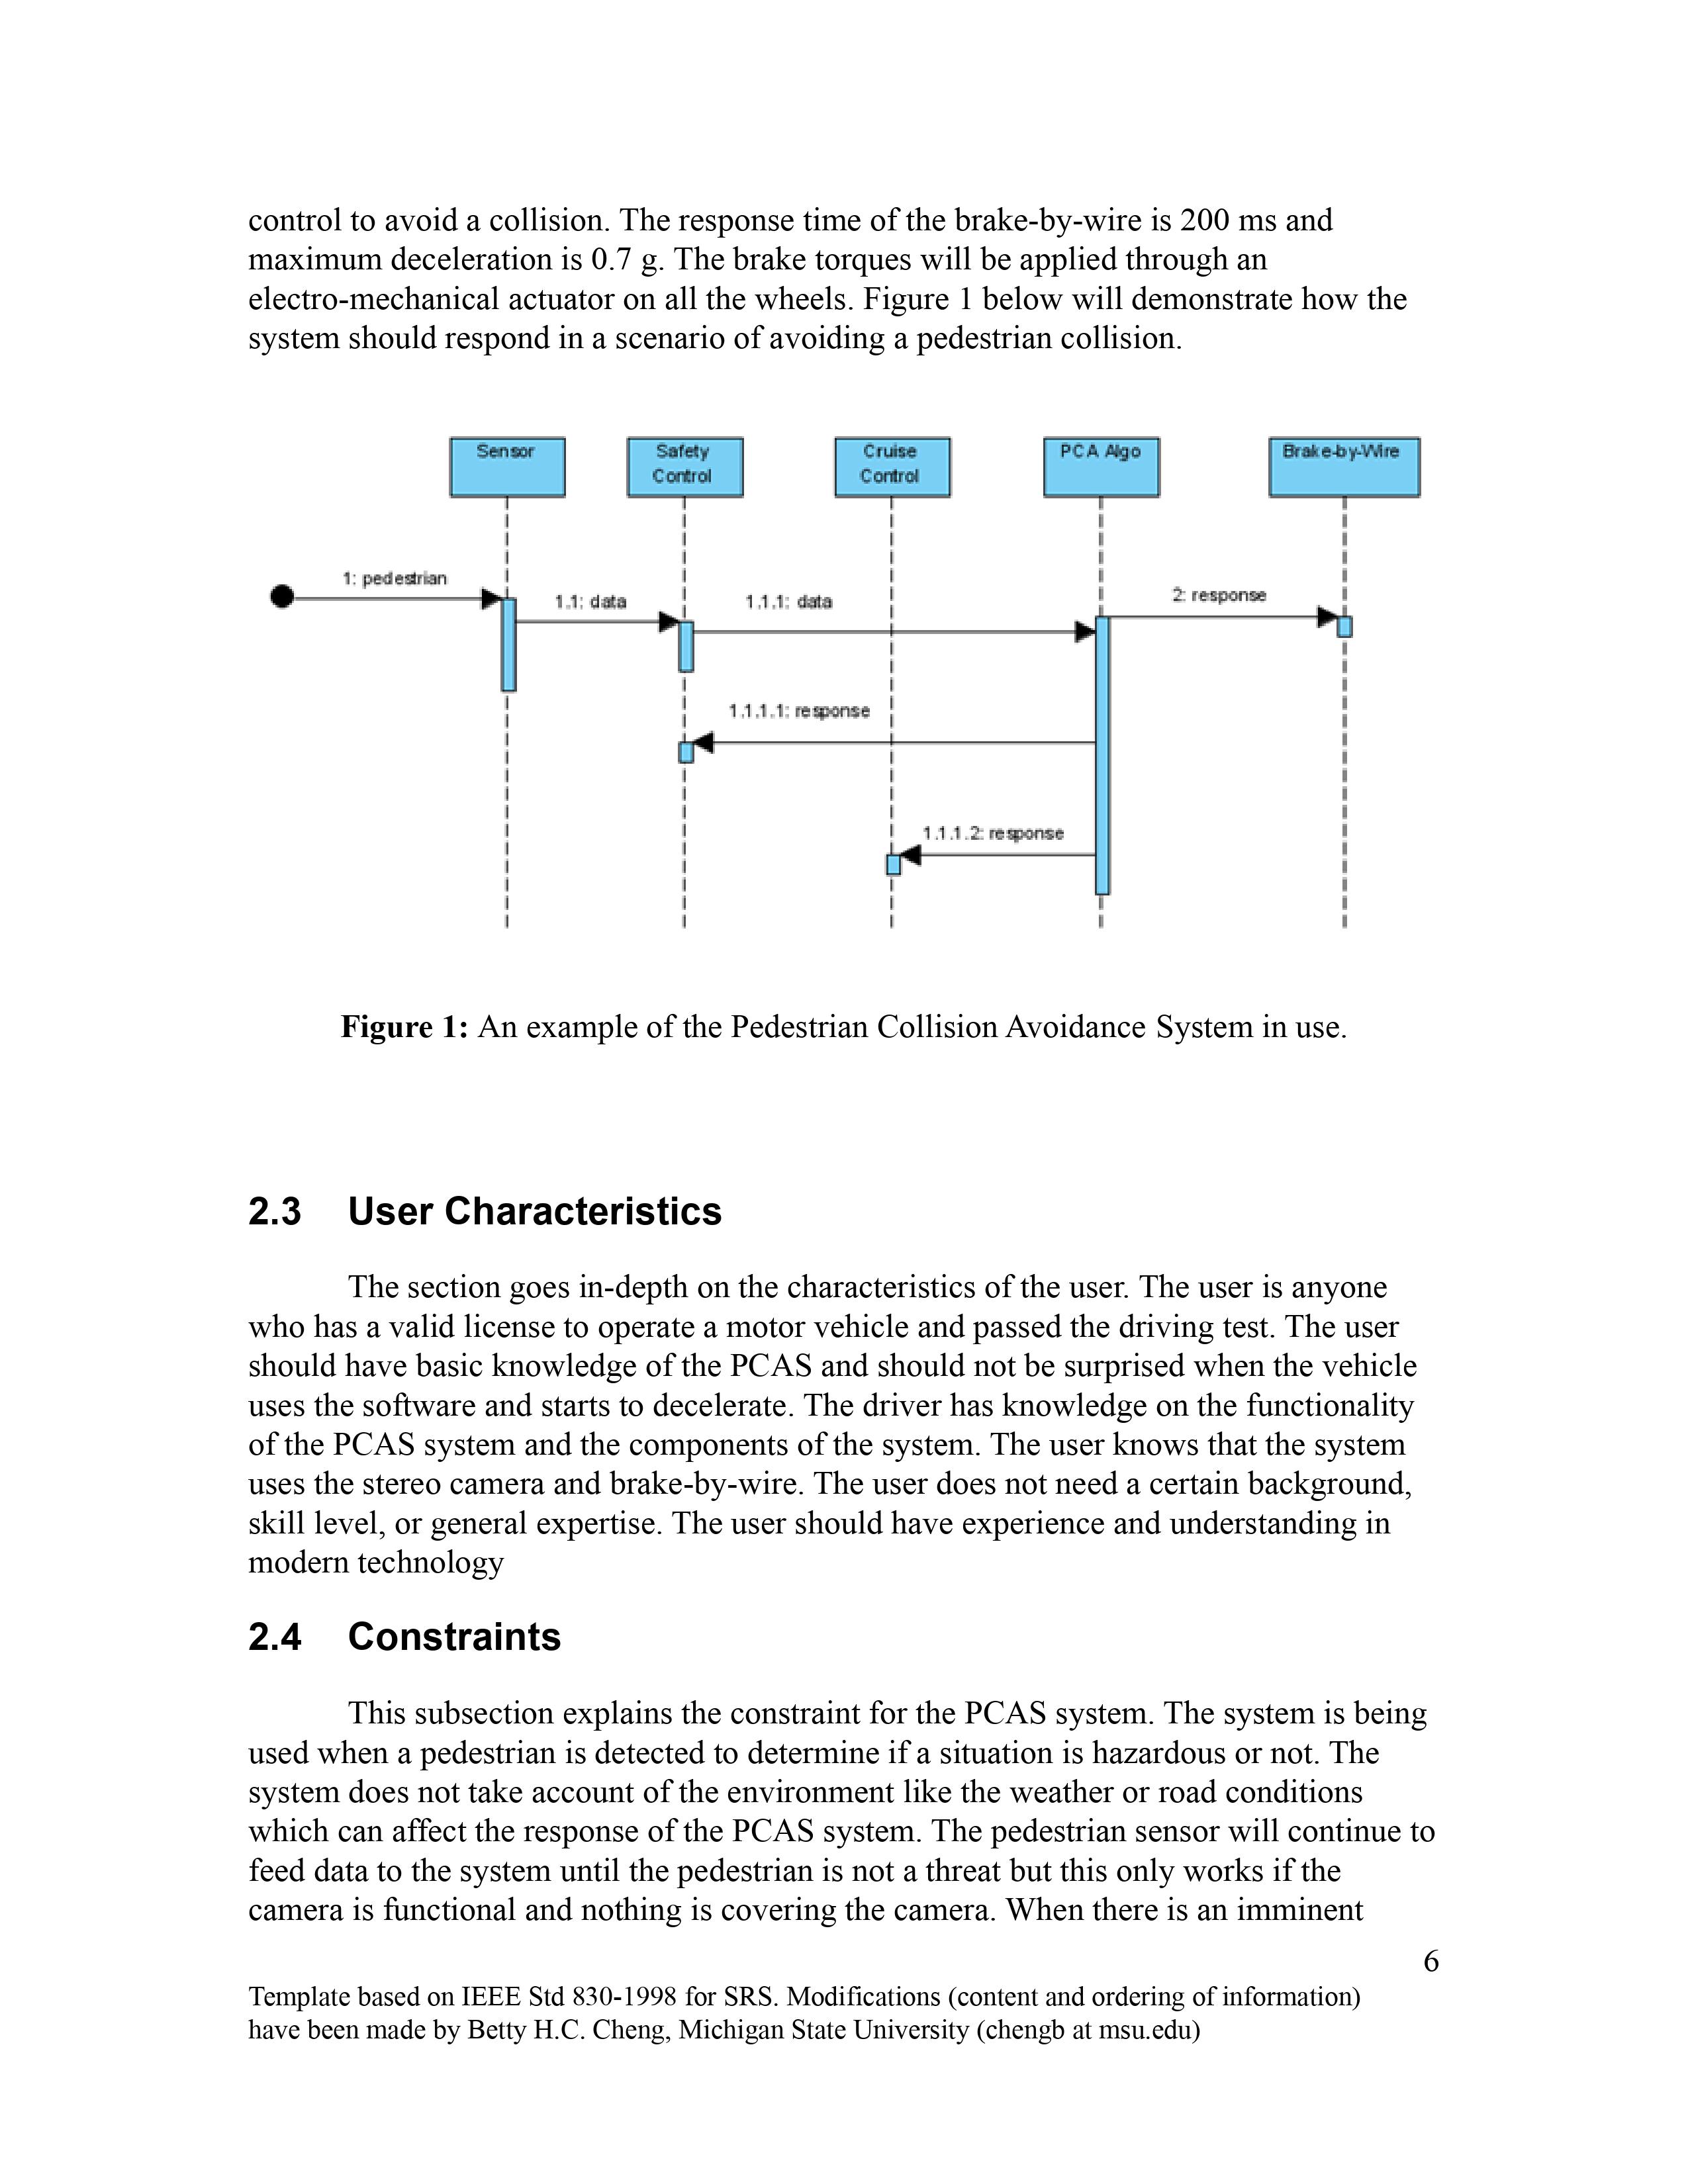 control to avoid a collision. The response time of the brake-by-wire is 200 ms and
maximum deceleration is 0.7 g. The brake torques will be applied through an
electro-mechanical actuator on all the wheels. Figure 1 below will demonstrate how the
system should respond in a scenario of avoiding a pedestrian collision.
Sensor
Safety
Control
Cruise
Control
PCA Algo
Brake-by-Wire
1: pedestrian
1.1: data
1.1.1: data
2: response
1.1.1.1: response
1.1.1.2: response
Figure 1: An example of the Pedestrian Collision Avoidance System in use.
2.3 User Characteristics
The section goes in-depth on the characteristics of the user. The user is anyone
who has a valid license to operate a motor vehicle and passed the driving test. The user
should have basic knowledge of the PCAS and should not be surprised when the vehicle
uses the software and starts to decelerate. The driver has knowledge on the functionality
of the PCAS system and the components of the system. The user knows that the system
uses the stereo camera and brake-by-wire. The user does not need a certain background,
skill level, or general expertise. The user should have experience and understanding in
modern technology
2.4 Constraints
This subsection explains the constraint for the PCAS system. The system is being
used when a pedestrian is detected to determine if a situation is hazardous or not. The
system does not take account of the environment like the weather or road conditions
which can affect the response of the PCAS system. The pedestrian sensor will continue to
feed data to the system until the pedestrian is not a threat but this only works if the
camera is functional and nothing is covering the camera. When there is an imminent
6
Template based on IEEE Std 830-1998 for SRS. Modifications (content and ordering of information)
have been made by Betty H.C. Cheng, Michigan State University (chengb at msu.edu)